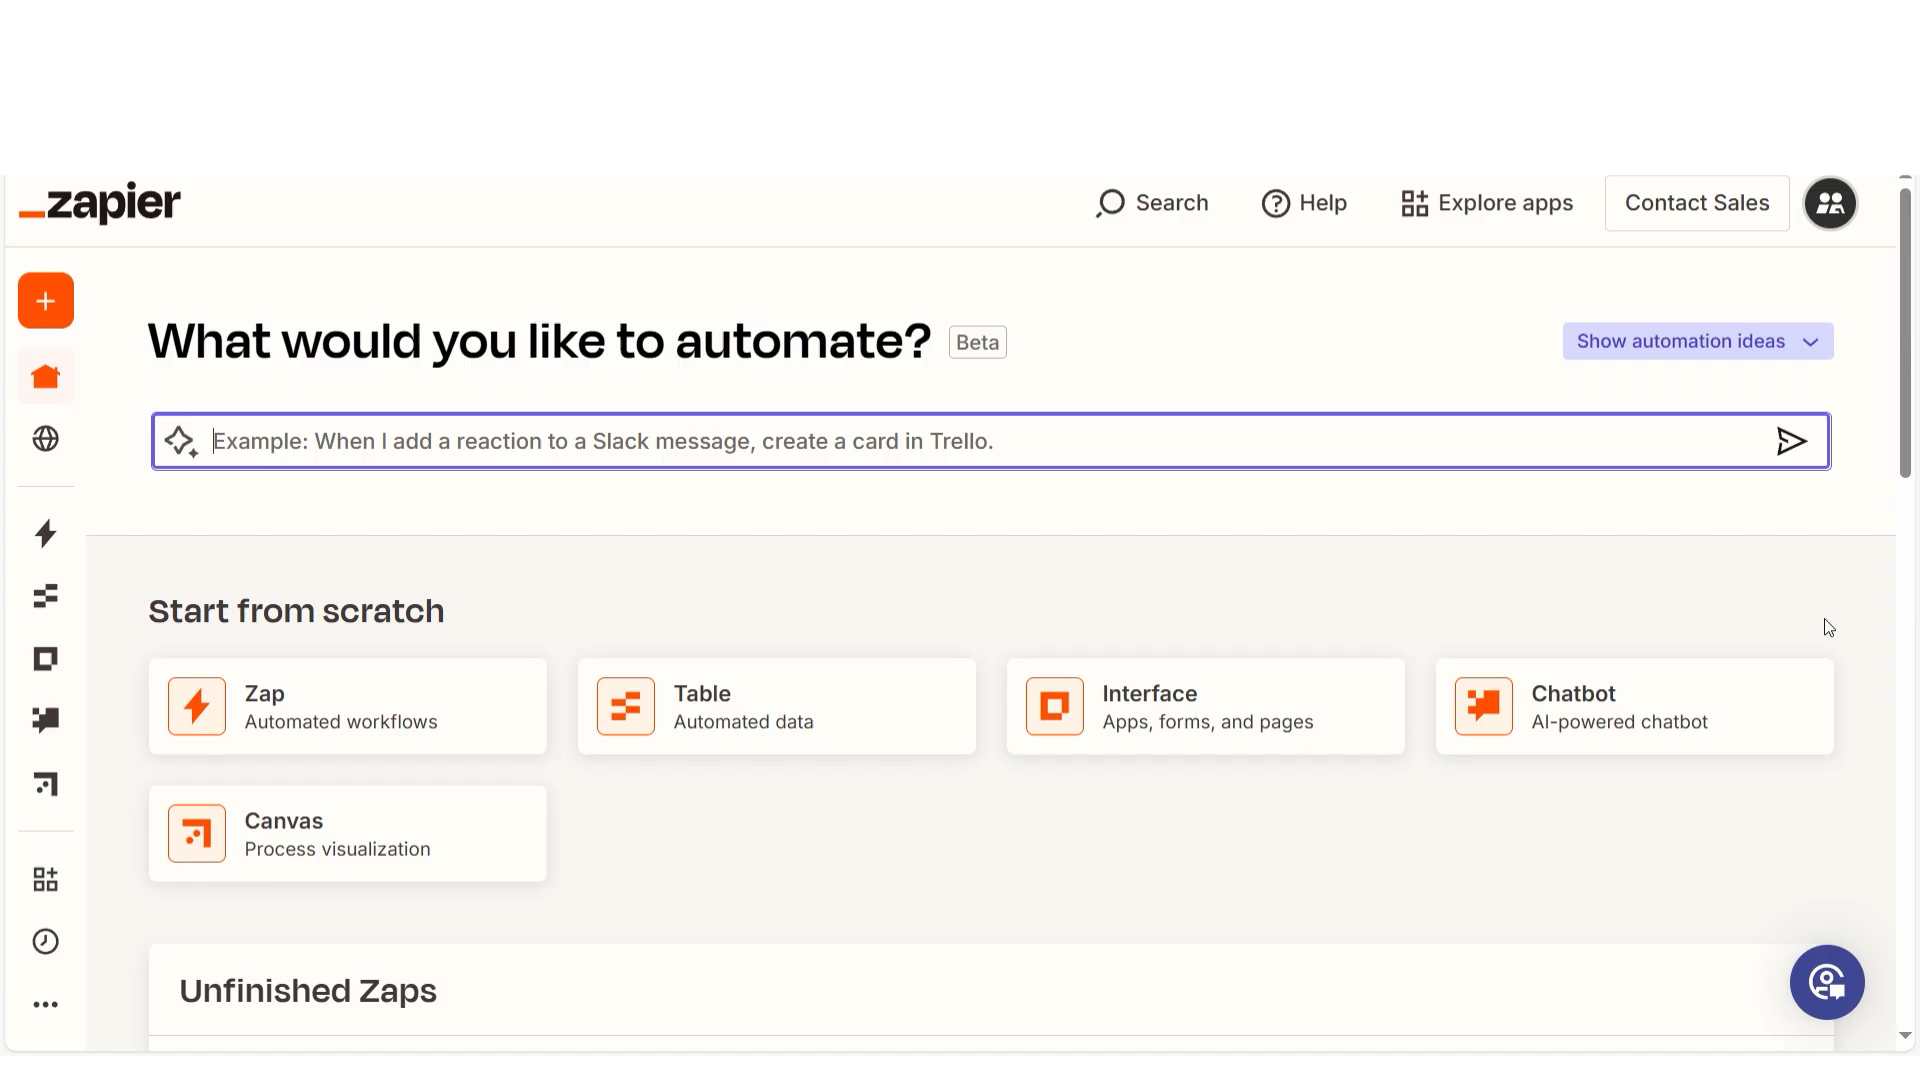 zapier
Search
Help
Explore apps
Contact Sales
What would you like to automate? Beta
Show automation ideas
Example: When I add a reaction to a Slack message, create a card in Trello.
Start from scratch
Zap
Automated workflows
Table
Automated data
Interface
Apps, forms, and pages
Chatbot
AI-powered chatbot
Canvas
Process visualization
Unfinished Zaps